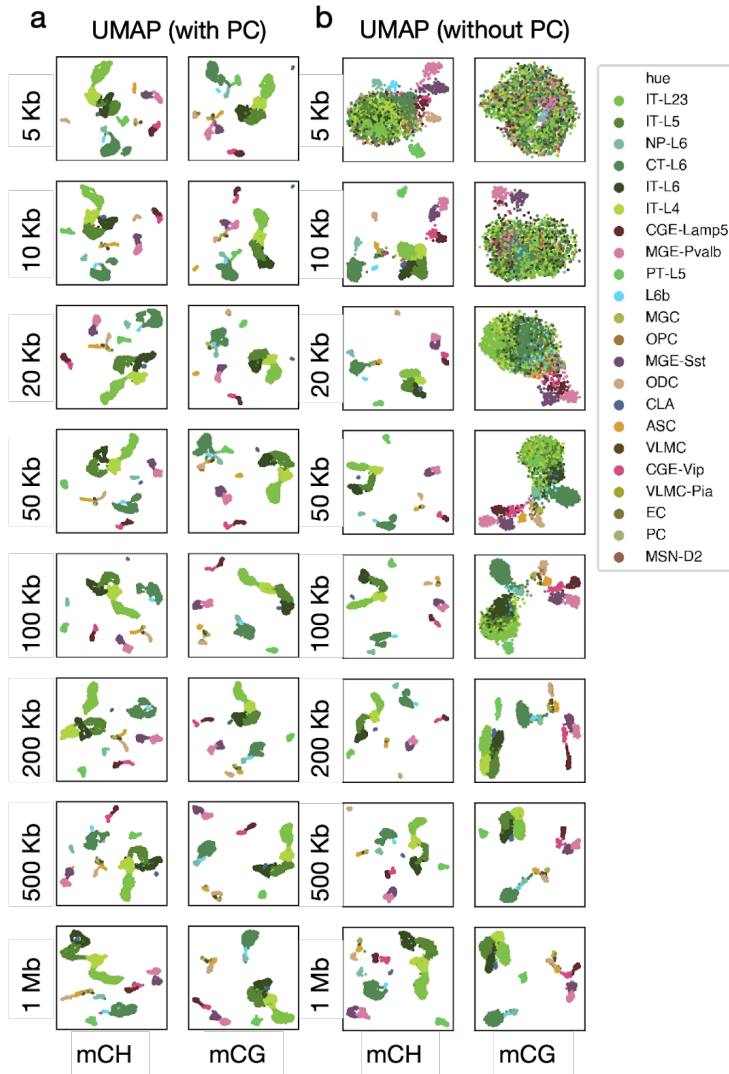 a
UMAP (with PC)
b
UMAP (without PC)
5 Kb
5 Kb
10 Kb
10 Kb
20 Kb
20 Kb
50 Kb
50 Kb
100 Kb
100 Kb
200 Kb
200 Kb
500 Kb
500 Kb
1 Mb
1 Mb
mCH
mCG
mCH
mCG
hue
IT-L23
IT-L5
NP-L6
CT-L6
IT-L6
IT-L4
CGE-Lamp5
MGE-Pvalb
PT-L5
L6b
MGC
OPC
MGE-Sst
ODC
CLA
ASC
VLMC
CGE-Vip
VLMC-Pia
EC
PC
MSN-D2